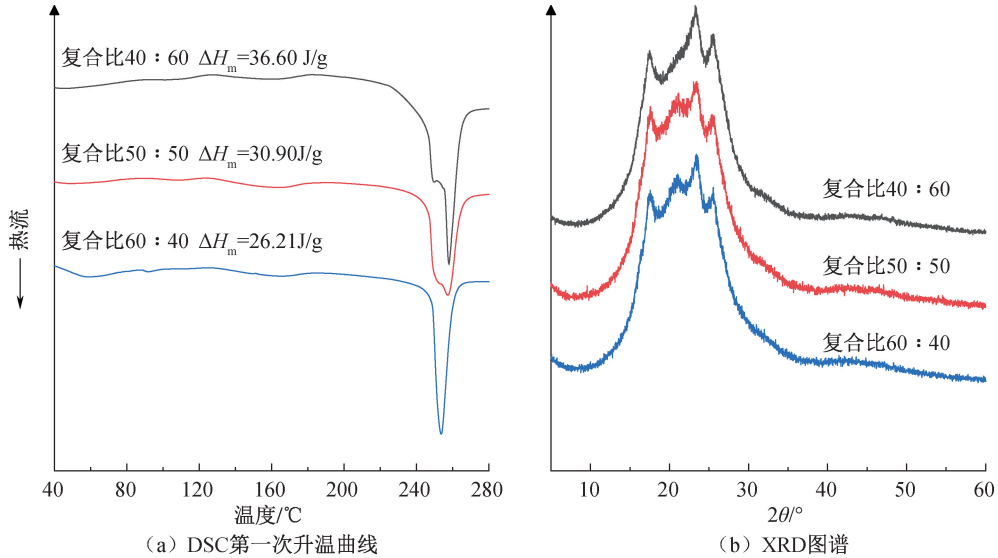 复合比40∶60 ΔHm=36.60 J/g
复合比50∶50 ΔHm=30.90J/g
复合比60∶40 ΔHm=26.21J/g
热流
40 80 120 160 200 240 280
温度/℃
(a) DSC第一次升温曲线
复合比40∶60
复合比50∶50
复合比60∶40
10 20 30 40 50 60
2θ/°
(b) XRD图谱